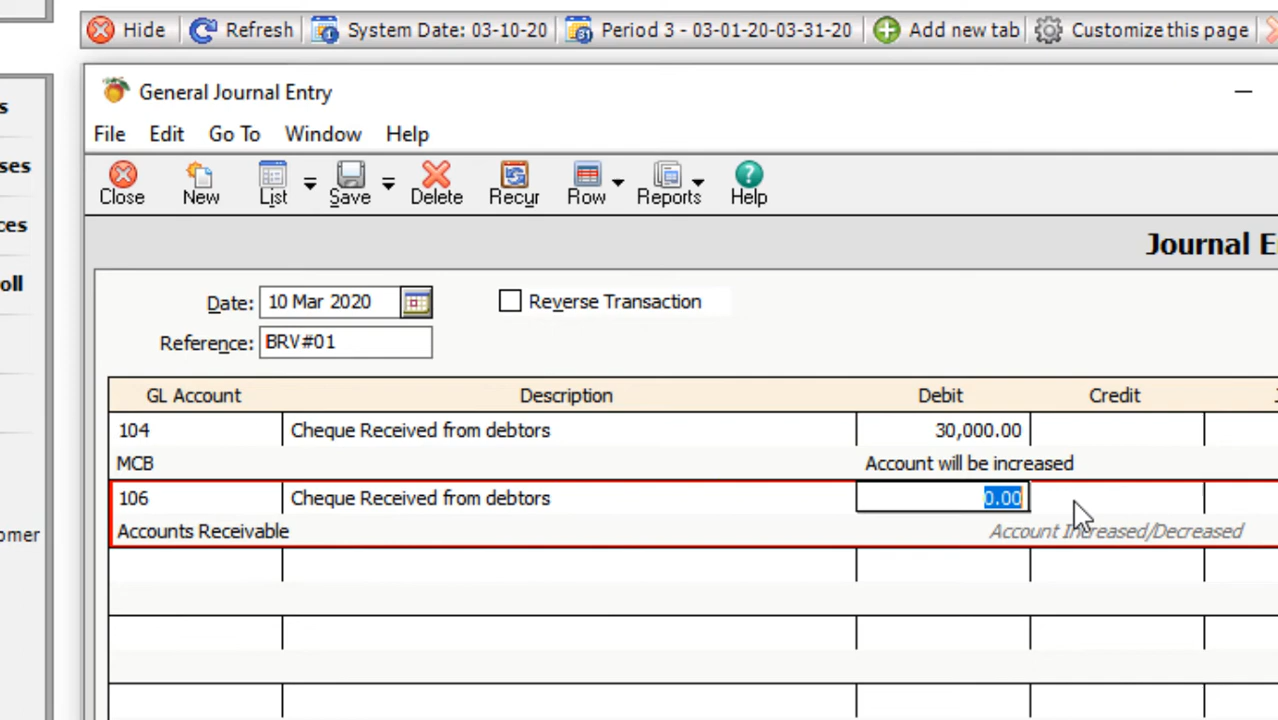 Hide Refresh System Date: 03-10-20 Period 3 - 03-01-20-03-31-20 Add new tab Customize this page
General Journal Entry
File Edit Go To Window Help
Close New List Save Delete Recur Row Reports Help
Journal E
Date: 10 Mar 2020 Reverse Transaction
Reference: BRV#01
GL Account Description Debit Credit
104 Cheque Received from debtors 30,000.00
MCB Account will be increased
106 Cheque Received from debtors 0.00
Accounts Receivable Account Increased/Decreased
s
ses
ces
oll
omer